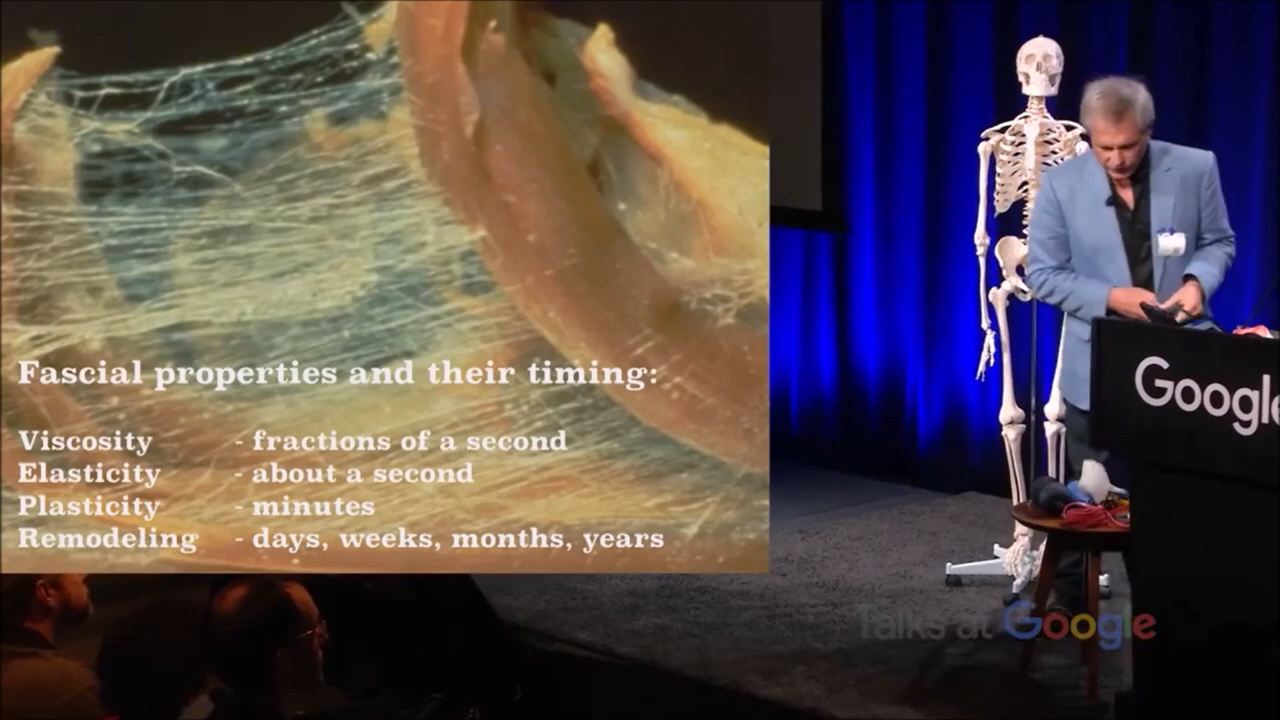 Fascial properties and their timing:
Viscosity - fractions of a second
Elasticity - about a second
Plasticity - minutes
Remodeling - days, weeks, months, years
Google
Talks at Google